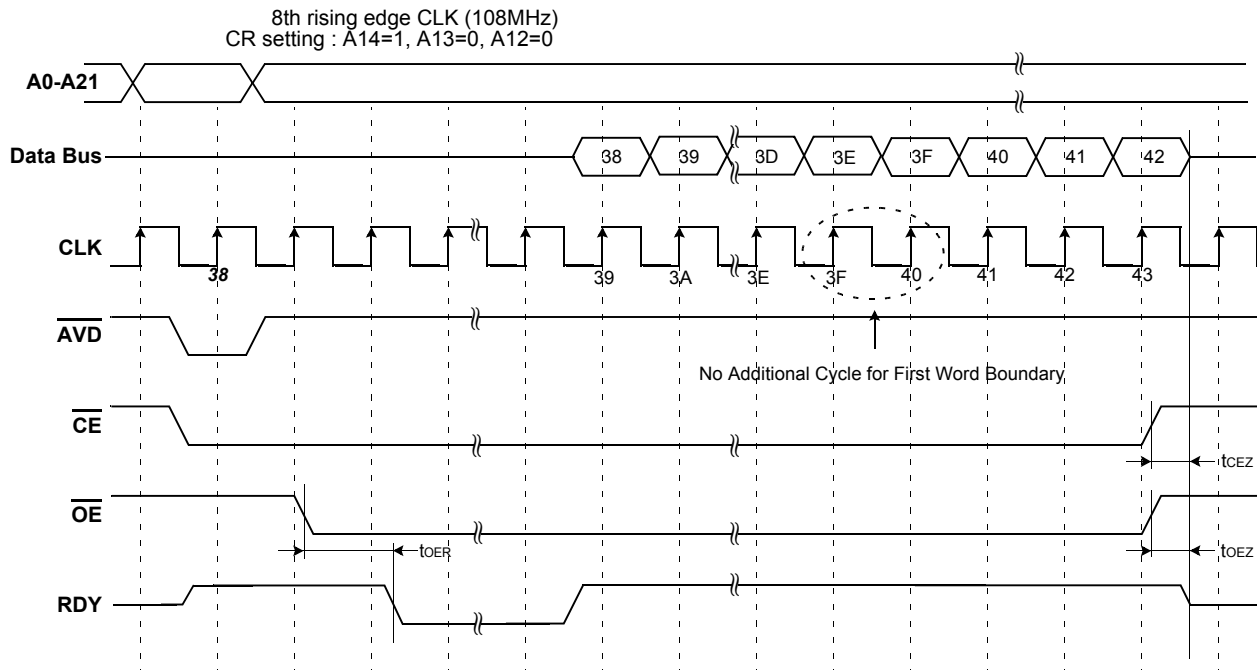 8th rising edge CLK (108MHz)
CR setting : A14=1, A13=0, A12=0
A0-A21
Data Bus
38 39 3D 3E 3F 40 41 42
CLK
38 39 3A 3E 3F 40 41 42 43
AVD
No Additional Cycle for First Word Boundary
CE
tCEZ
OE
tOER
tOEZ
RDY